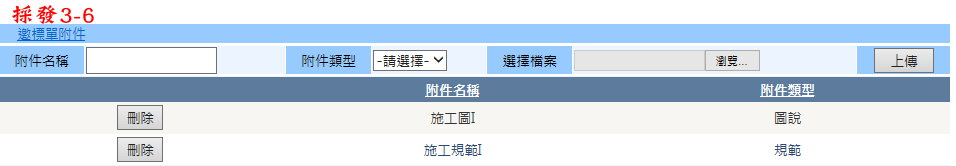 採發3-6
邀標單附件
附件名稱 附件類型 -請選擇- 選擇檔案 瀏覽... 上傳
附件名稱 附件類型
刪除 施工圖I 圖說
刪除 施工規範I 規範